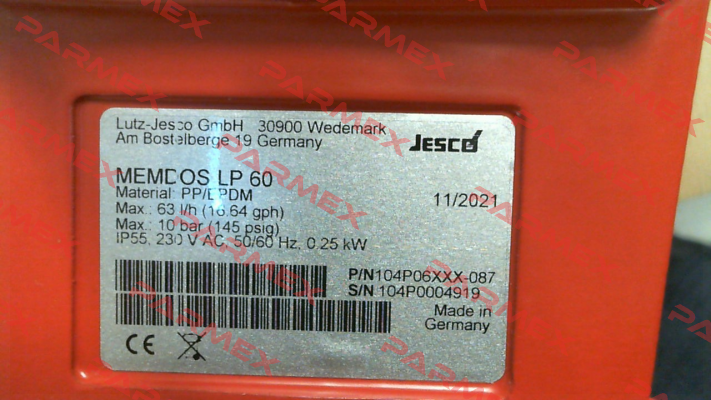 Lutz-Jesco GmbH 30900 Wedemark
Am Bostelberge 19 Germany
JESCO
MEMDOS LP 60
11/2021
Material: PP/EPDM
Max.: 63 l/h (16.64 gph)
Max.: 10 bar (145 psig)
IP55, 230 V AC, 50/60 Hz, 0.25 kW
P/N 104P06XXX-087
S/N 104P0004919
Made in
Germany
CE
PARMEX